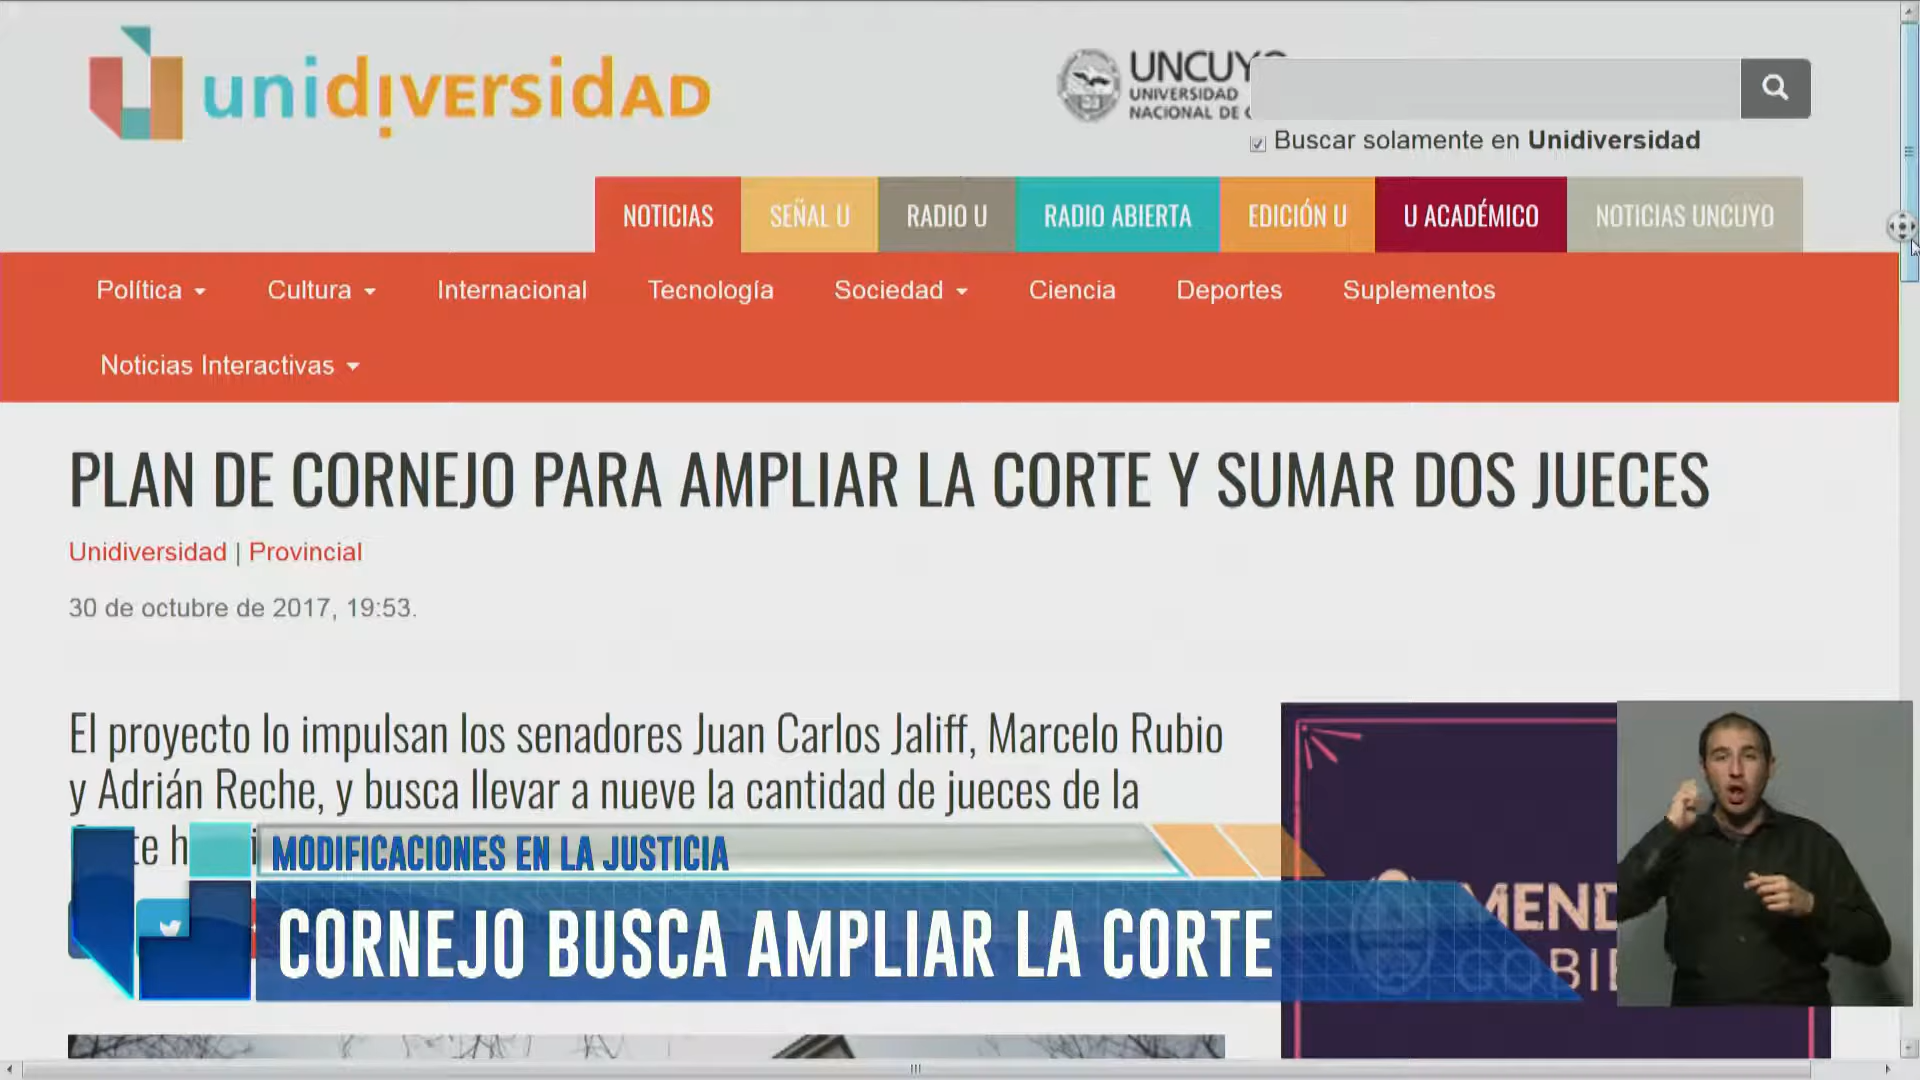 unidiversidad
UNCUYO
UNIVERSIDAD
NACIONAL DE
Buscar solamente en Unidiversidad
NOTICIAS
SEÑAL U
RADIO U
RADIO ABIERTA
EDICIÓN U
U ACADÉMICO
NOTICIAS UNCUYO
Política
Cultura
Internacional
Tecnología
Sociedad
Ciencia
Deportes
Suplementos
Noticias Interactivas
PLAN DE CORNEJO PARA AMPLIAR LA CORTE Y SUMAR DOS JUECES
Unidiversidad | Provincial
30 de octubre de 2017, 19:53.
El proyecto lo impulsan los senadores Juan Carlos Jaliff, Marcelo Rubio
y Adrián Reche, y busca llevar a nueve la cantidad de jueces de la
MODIFICACIONES EN LA JUSTICIA
CORNEJO BUSCA AMPLIAR LA CORTE
MEND
GOBIE